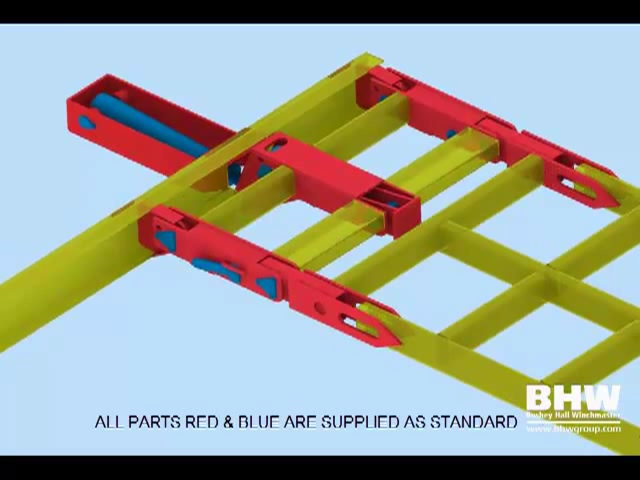 BHW
Bushey Hall Winchmaster
www.bhwgroup.com
ALL PARTS RED & BLUE ARE SUPPLIED AS STANDARD